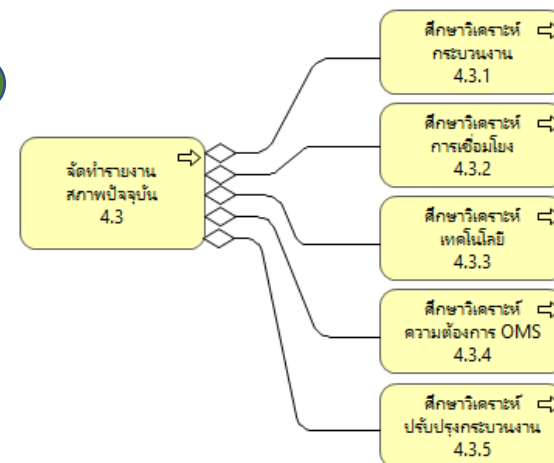 จัดทำรายงาน
สภาพปัจจุบัน
4.3
ศึกษาวิเคราะห์
กระบวนงาน
4.3.1
ศึกษาวิเคราะห์
การเชื่อมโยง
4.3.2
ศึกษาวิเคราะห์
เทคโนโลยี
4.3.3
ศึกษาวิเคราะห์
ความต้องการ OMS
4.3.4
ศึกษาวิเคราะห์
ปรับปรุงกระบวนงาน
4.3.5